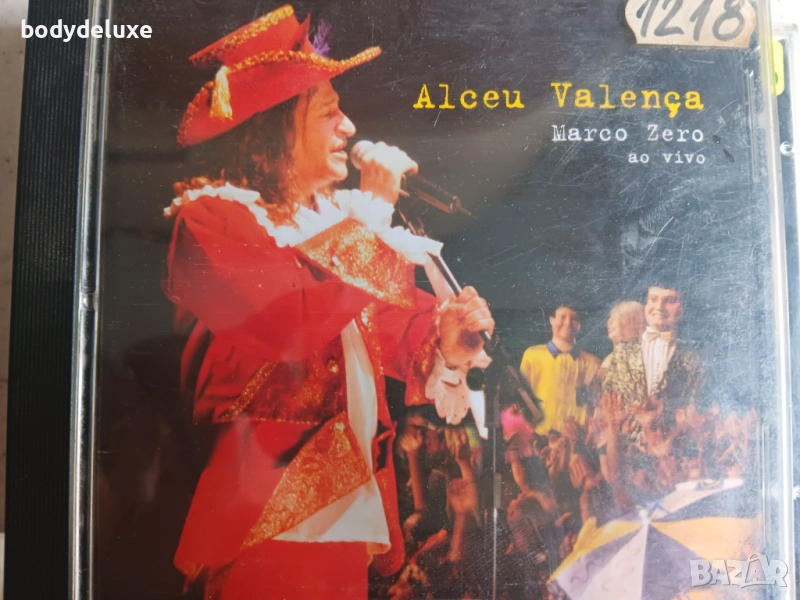 bodydeluxe
1218
Alceu Valença
Marco Zero
ao vivo
BAZAR